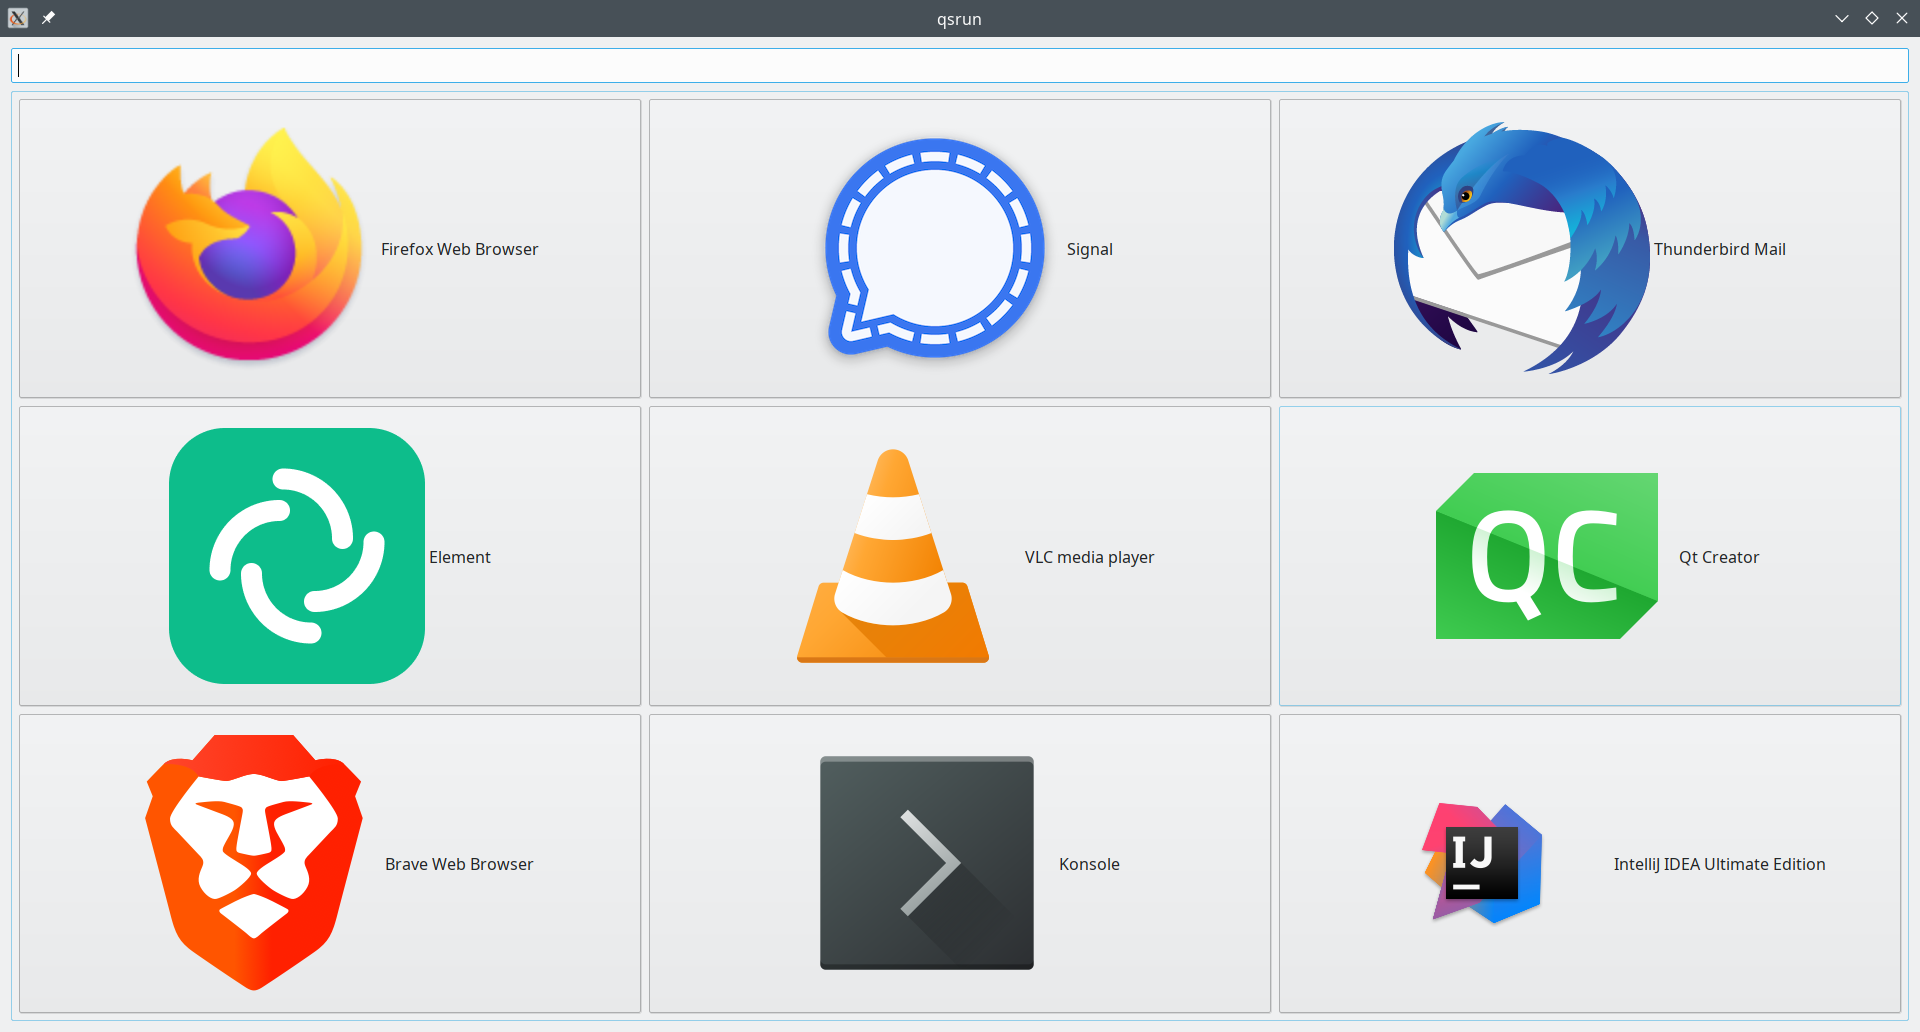 qsrun
Firefox Web Browser
Signal
Thunderbird Mail
Element
VLC media player
QC
Qt Creator
Brave Web Browser
Konsole
IJ
IntelliJ IDEA Ultimate Edition